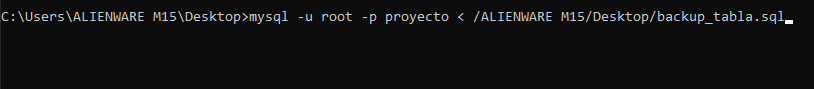 C:\Users\ALIENWARE M15\Desktop>mysql -u root -p proyecto < /ALIENWARE M15/Desktop/backup_tabla.sql